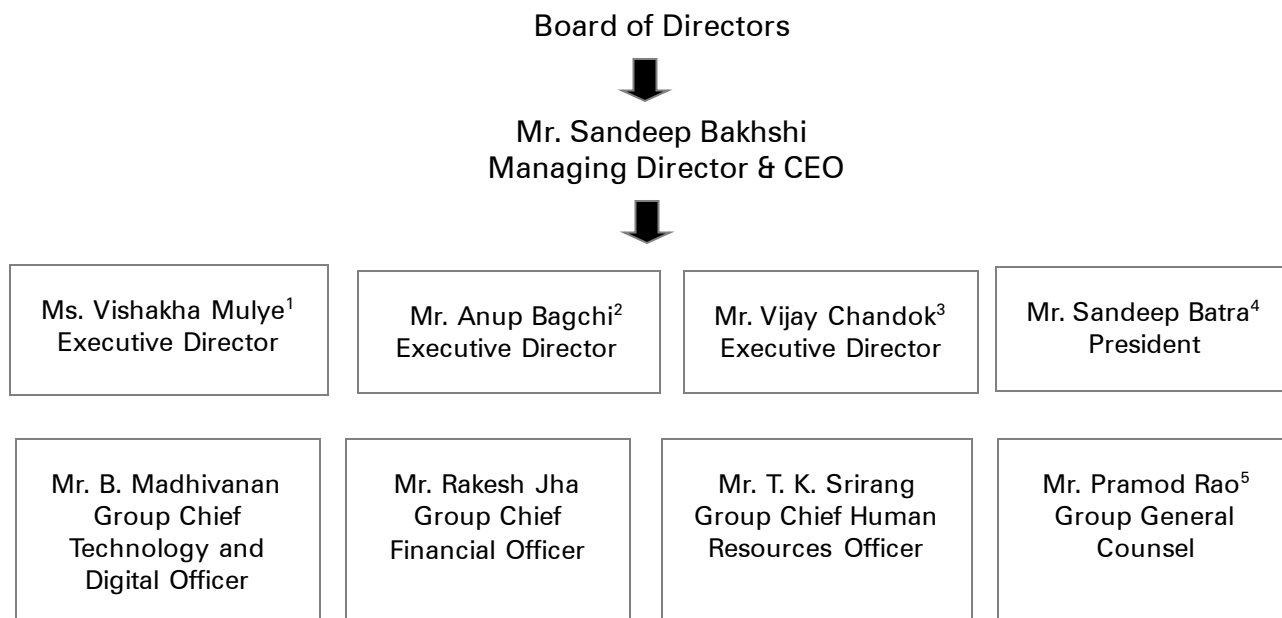 Board of Directors
Mr. Sandeep Bakhshi
Managing Director & CEO
Ms. Vishakha Mulye¹
Executive Director
Mr. Anup Bagchi²
Executive Director
Mr. Vijay Chandok³
Executive Director
Mr. Sandeep Batra⁴
President
Mr. B. Madhivanan
Group Chief
Technology and
Digital Officer
Mr. Rakesh Jha
Group Chief
Financial Officer
Mr. T. K. Srirang
Group Chief Human
Resources Officer
Mr. Pramod Rao⁵
Group General
Counsel